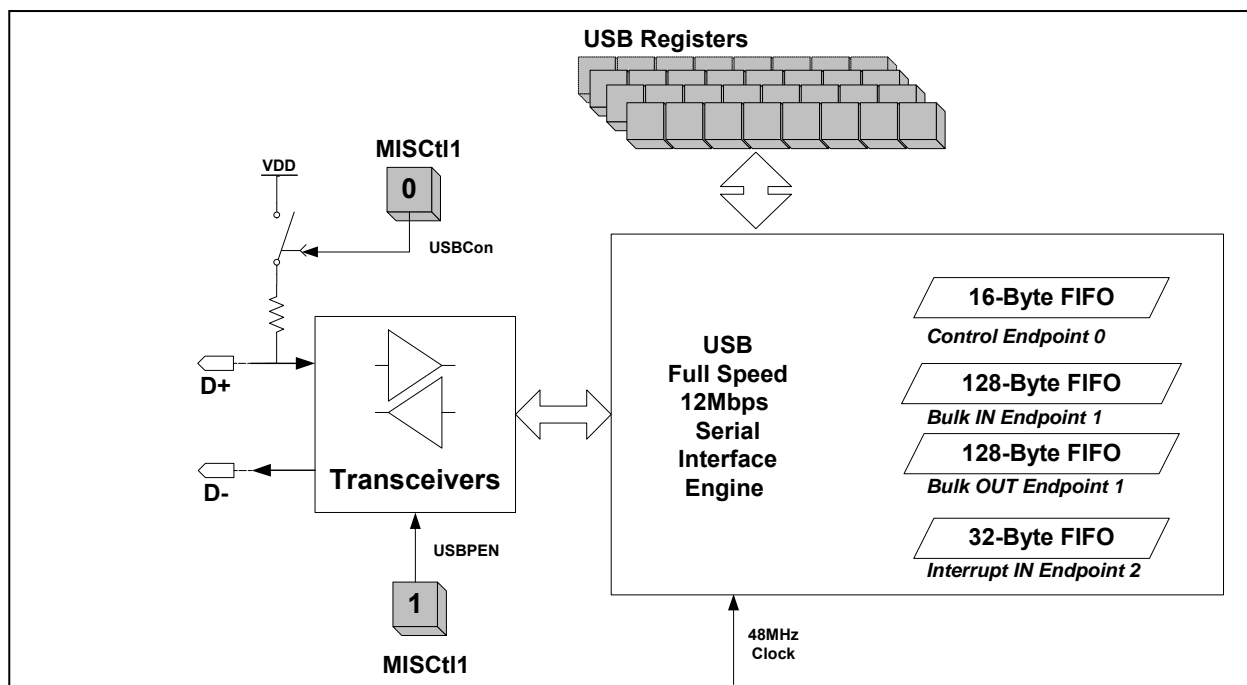 USB Registers
MISCtl1
0
VDD
USBCon
D+
D-
Transceivers
USBPEN
1
MISCtl1
USB
Full Speed
12Mbps
Serial
Interface
Engine
16-Byte FIFO
Control Endpoint 0
128-Byte FIFO
Bulk IN Endpoint 1
128-Byte FIFO
Bulk OUT Endpoint 1
32-Byte FIFO
Interrupt IN Endpoint 2
48MHz
Clock